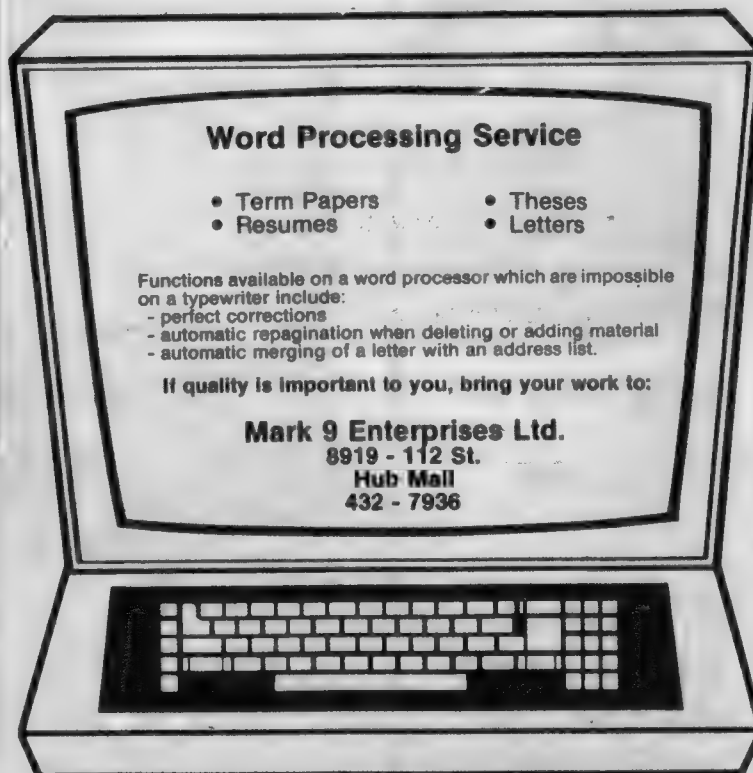 Word Processing Service
• Term Papers
• Resumes
• Theses
• Letters
Functions available on a word processor which are impossible
on a typewriter include:
- perfect corrections
- automatic repagination when deleting or adding material
- automatic merging of a letter with an address list.
If quality is important to you, bring your work to:
Mark 9 Enterprises Ltd.
8919 - 112 St.
Hub Mall
432 - 7936